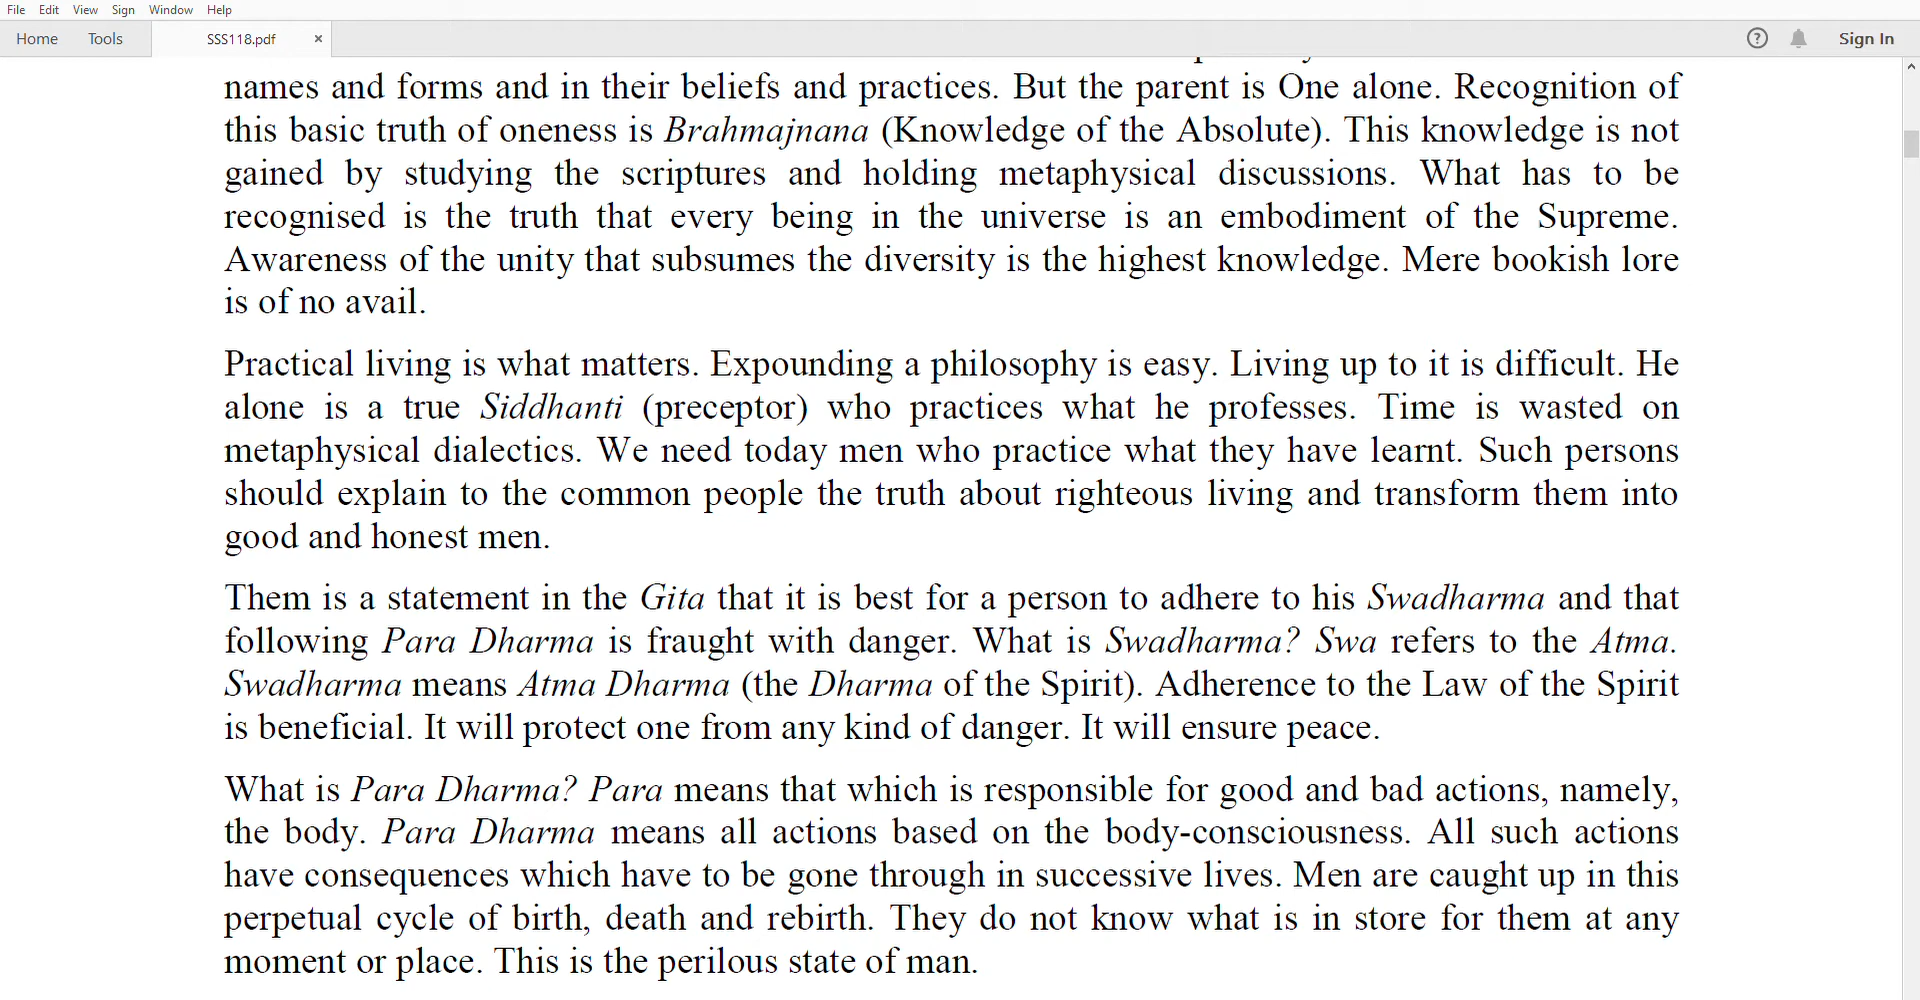 File Edit View Sign Window Help
Home Tools SSS118.pdf × ? Sign In
names and forms and in their beliefs and practices. But the parent is One alone. Recognition of
this basic truth of oneness is Brahmajnana (Knowledge of the Absolute). This knowledge is not
gained by studying the scriptures and holding metaphysical discussions. What has to be
recognised is the truth that every being in the universe is an embodiment of the Supreme.
Awareness of the unity that subsumes the diversity is the highest knowledge. Mere bookish lore
is of no avail.
Practical living is what matters. Expounding a philosophy is easy. Living up to it is difficult. He
alone is a true Siddhanti (preceptor) who practices what he professes. Time is wasted on
metaphysical dialectics. We need today men who practice what they have learnt. Such persons
should explain to the common people the truth about righteous living and transform them into
good and honest men.
Them is a statement in the Gita that it is best for a person to adhere to his Swadharma and that
following Para Dharma is fraught with danger. What is Swadharma? Swa refers to the Atma.
Swadharma means Atma Dharma (the Dharma of the Spirit). Adherence to the Law of the Spirit
is beneficial. It will protect one from any kind of danger. It will ensure peace.
What is Para Dharma? Para means that which is responsible for good and bad actions, namely,
the body. Para Dharma means all actions based on the body-consciousness. All such actions
have consequences which have to be gone through in successive lives. Men are caught up in this
perpetual cycle of birth, death and rebirth. They do not know what is in store for them at any
moment or place. This is the perilous state of man.